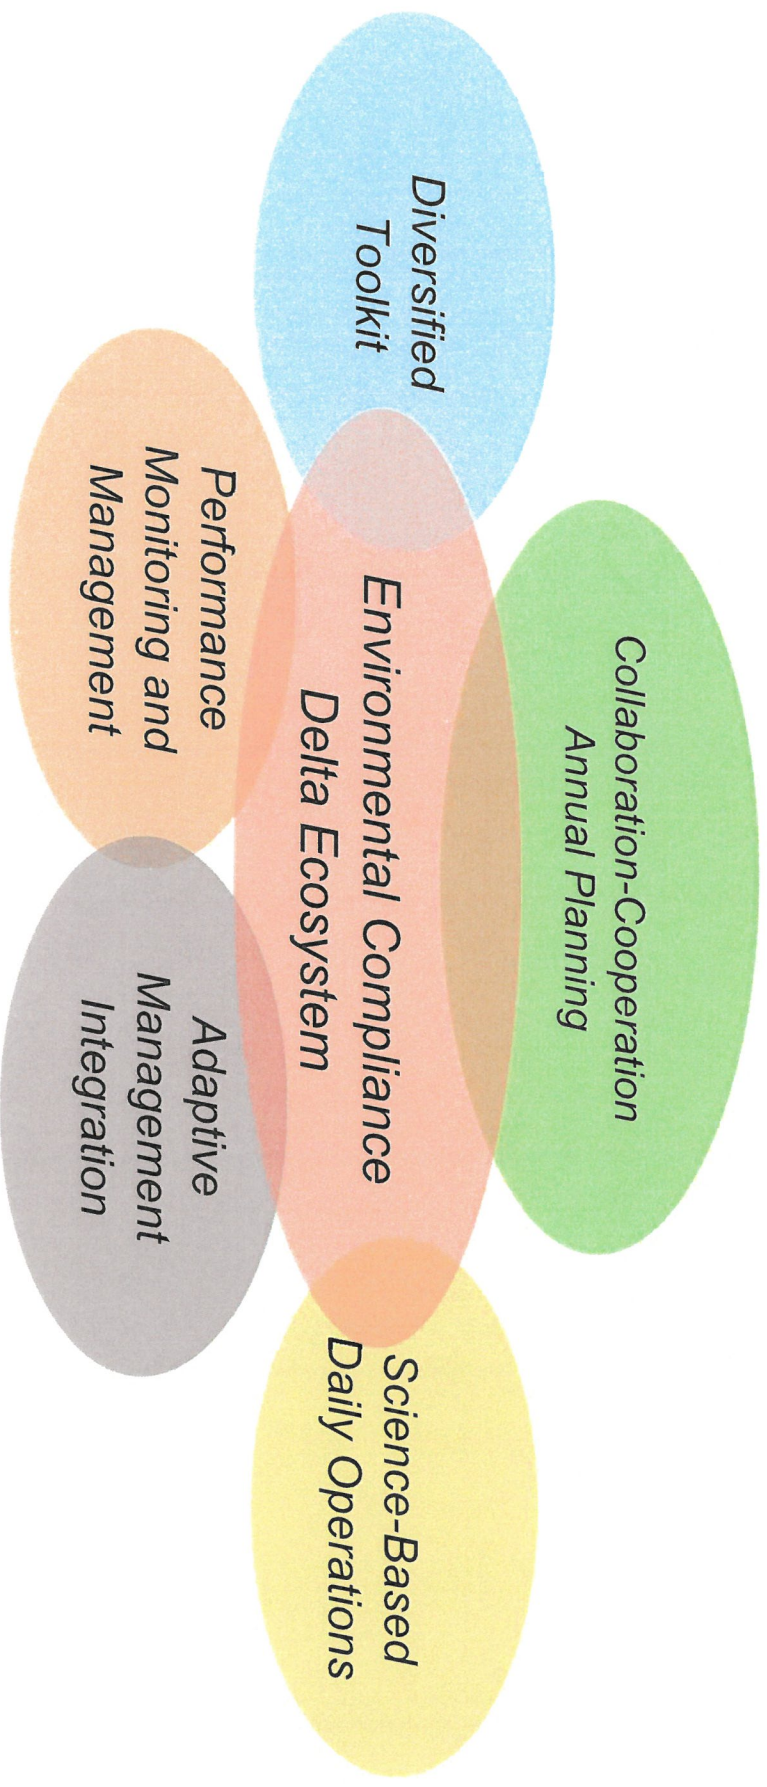 Collaboration-Cooperation
Annual Planning
Diversified
Toolkit
Environmental Compliance
Delta Ecosystem
Science-Based
Daily Operations
Performance
Monitoring and
Management
Adaptive
Management
Integration